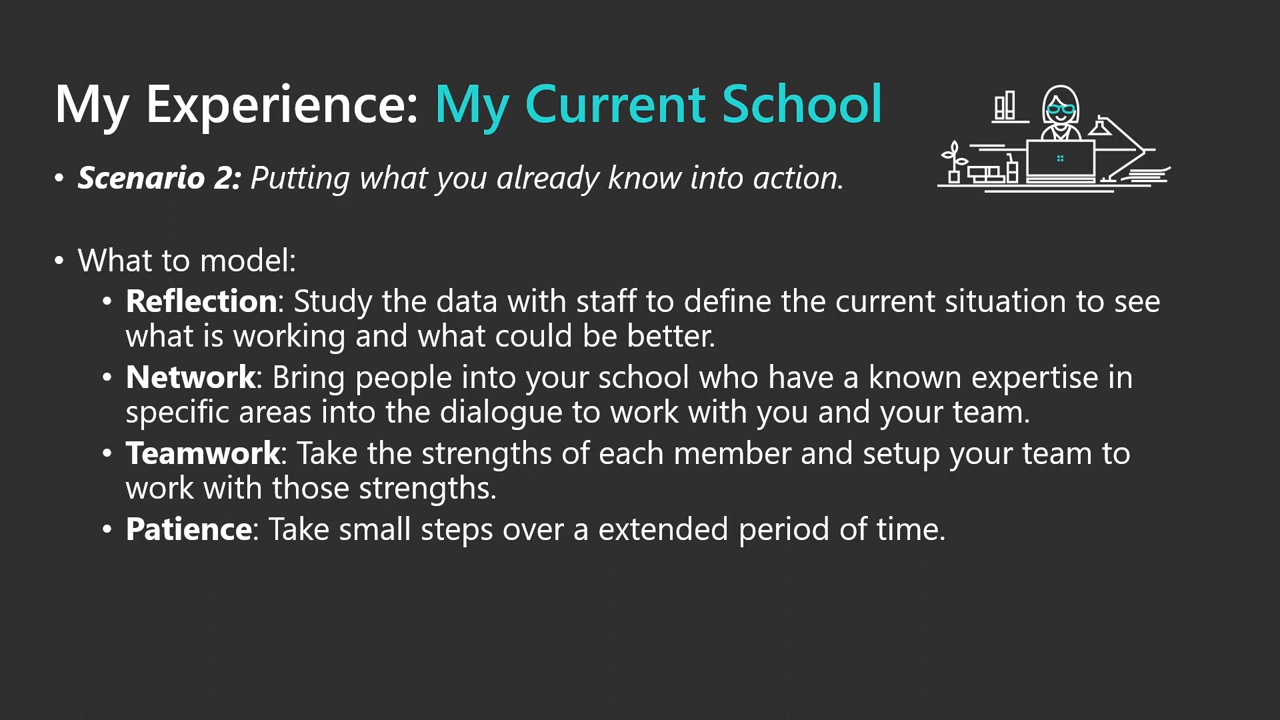 My Experience: My Current School
• Scenario 2: Putting what you already know into action.
• What to model:
• Reflection: Study the data with staff to define the current situation to see
what is working and what could be better.
• Network: Bring people into your school who have a known expertise in
specific areas into the dialogue to work with you and your team.
• Teamwork: Take the strengths of each member and setup your team to
work with those strengths.
• Patience: Take small steps over a extended period of time.